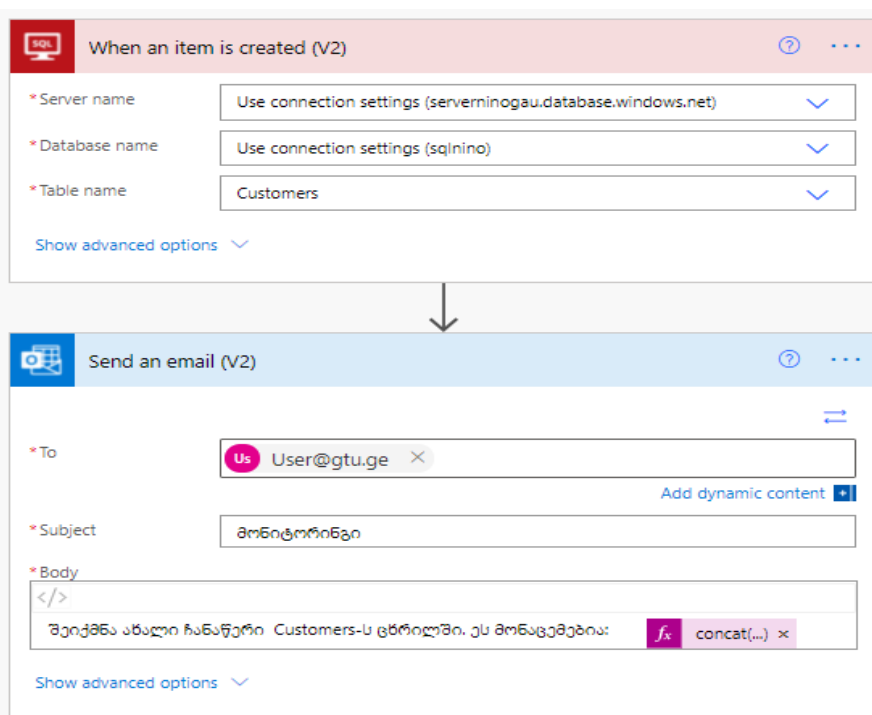 SQL
When an item is created (V2)
?
...
*Server name
Use connection settings (serverninogau.database.windows.net)
*Database name
Use connection settings (sqlnino)
*Table name
Customers
Show advanced options
Send an email (V2)
?
...
*To
Us User@gtu.ge ×
Add dynamic content +
*Subject
მონიტორინგი
*Body
</>
შეიქმნა ახალი ჩანაწერი Customers-ს ცხრილში. ეს მონაცემებია: fx concat(...) ×
Show advanced options